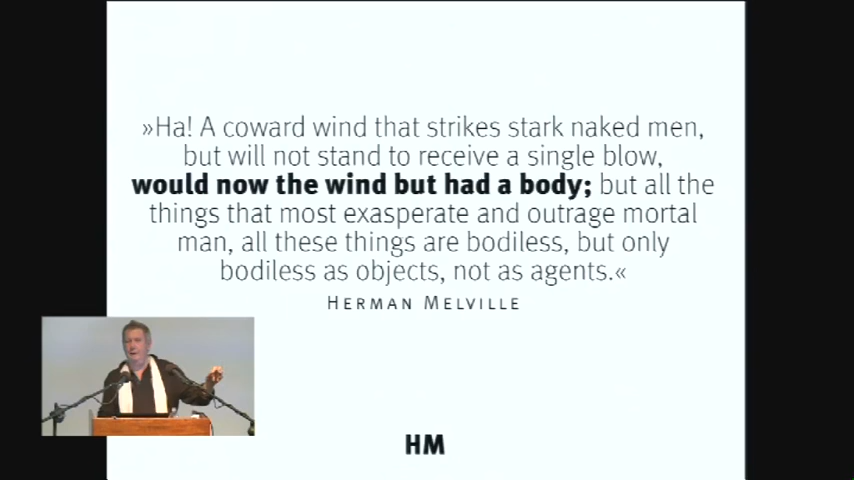 »Ha! A coward wind that strikes stark naked men,
but will not stand to receive a single blow,
would now the wind but had a body; but all the
things that most exasperate and outrage mortal
man, all these things are bodiless, but only
bodiless as objects, not as agents.«
HERMAN MELVILLE
HM